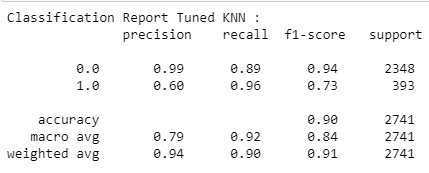 Classification Report Tuned KNN :
precision recall f1-score support
0.0 0.99 0.89 0.94 2348
1.0 0.60 0.96 0.73 393
accuracy 0.90 2741
macro avg 0.79 0.92 0.84 2741
weighted avg 0.94 0.90 0.91 2741